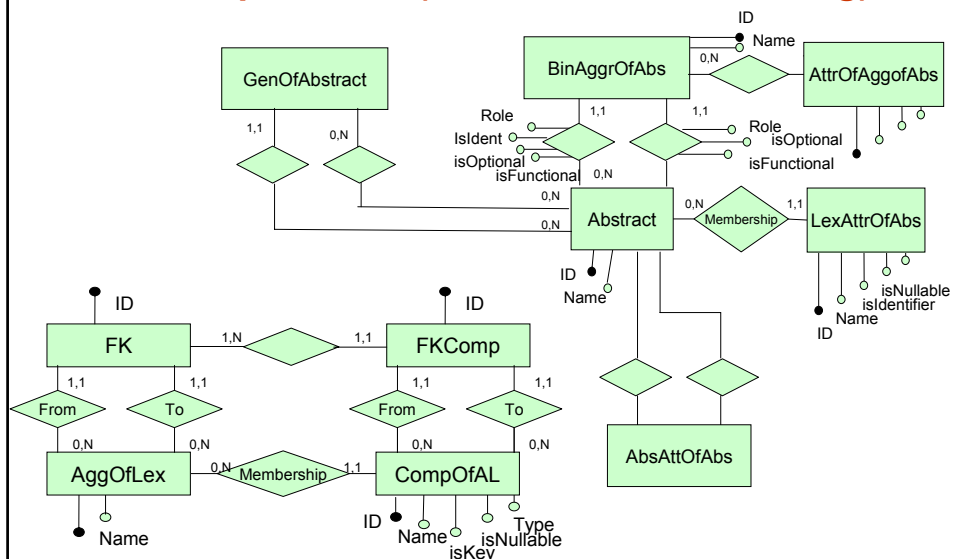 ID
Name
GenOfAbstract
BinAggrOfAbs
0,N
AttrOfAggofAbs
1,1
0,N
Role
IsIdent
isOptional
isFunctional
1,1
0,N
1,1
Role
isOptional
isFunctional
0,N
0,N
Abstract
0,N
Membership
1,1
LexAttrOfAbs
ID
Name
isNullable
isIdentifier
Name
ID
ID
ID
FK
1,N
1,1
FKComp
1,1
1,1
1,1
1,1
From
To
From
To
0,N
0,N
0,N
0,N
AbsAttOfAbs
AggOfLex
0,N
Membership
1,1
CompOfAL
Name
ID
Name
isKey
isNullable
Type